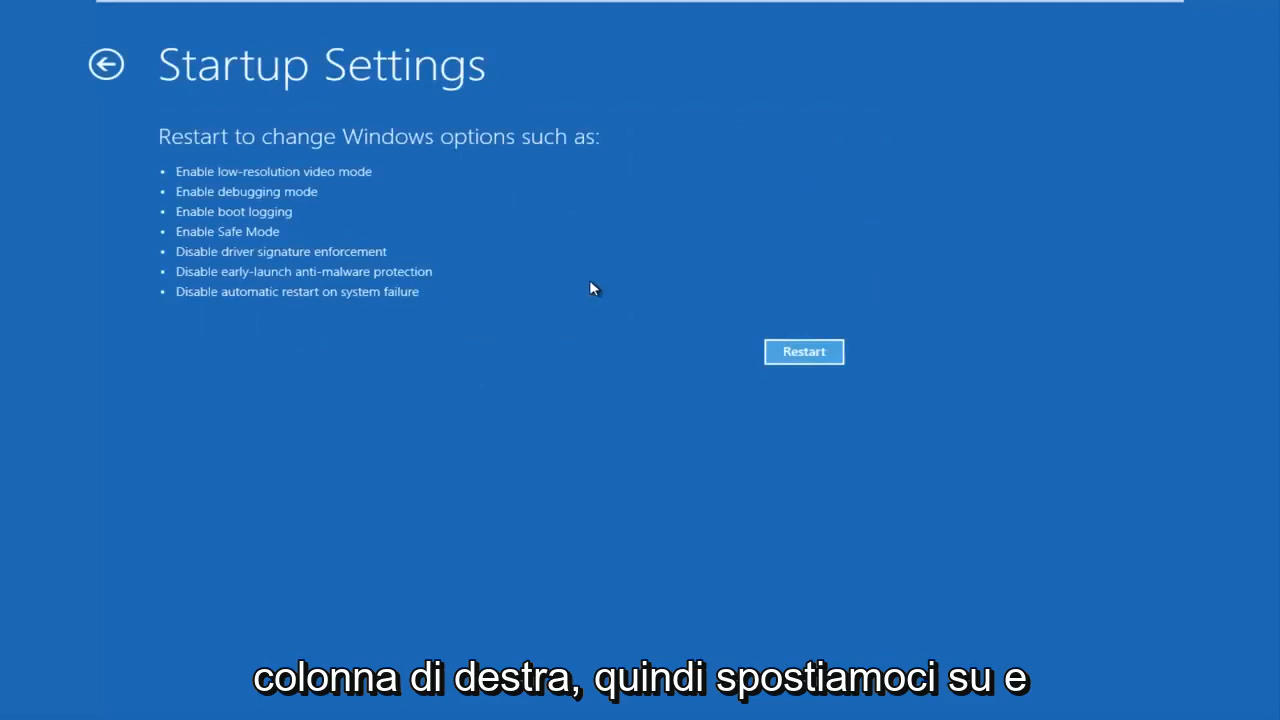 Startup Settings
Restart to change Windows options such as:
• Enable low-resolution video mode
• Enable debugging mode
• Enable boot logging
• Enable Safe Mode
• Disable driver signature enforcement
• Disable early-launch anti-malware protection
• Disable automatic restart on system failure
Restart
colonna di destra, quindi spostiamoci su e